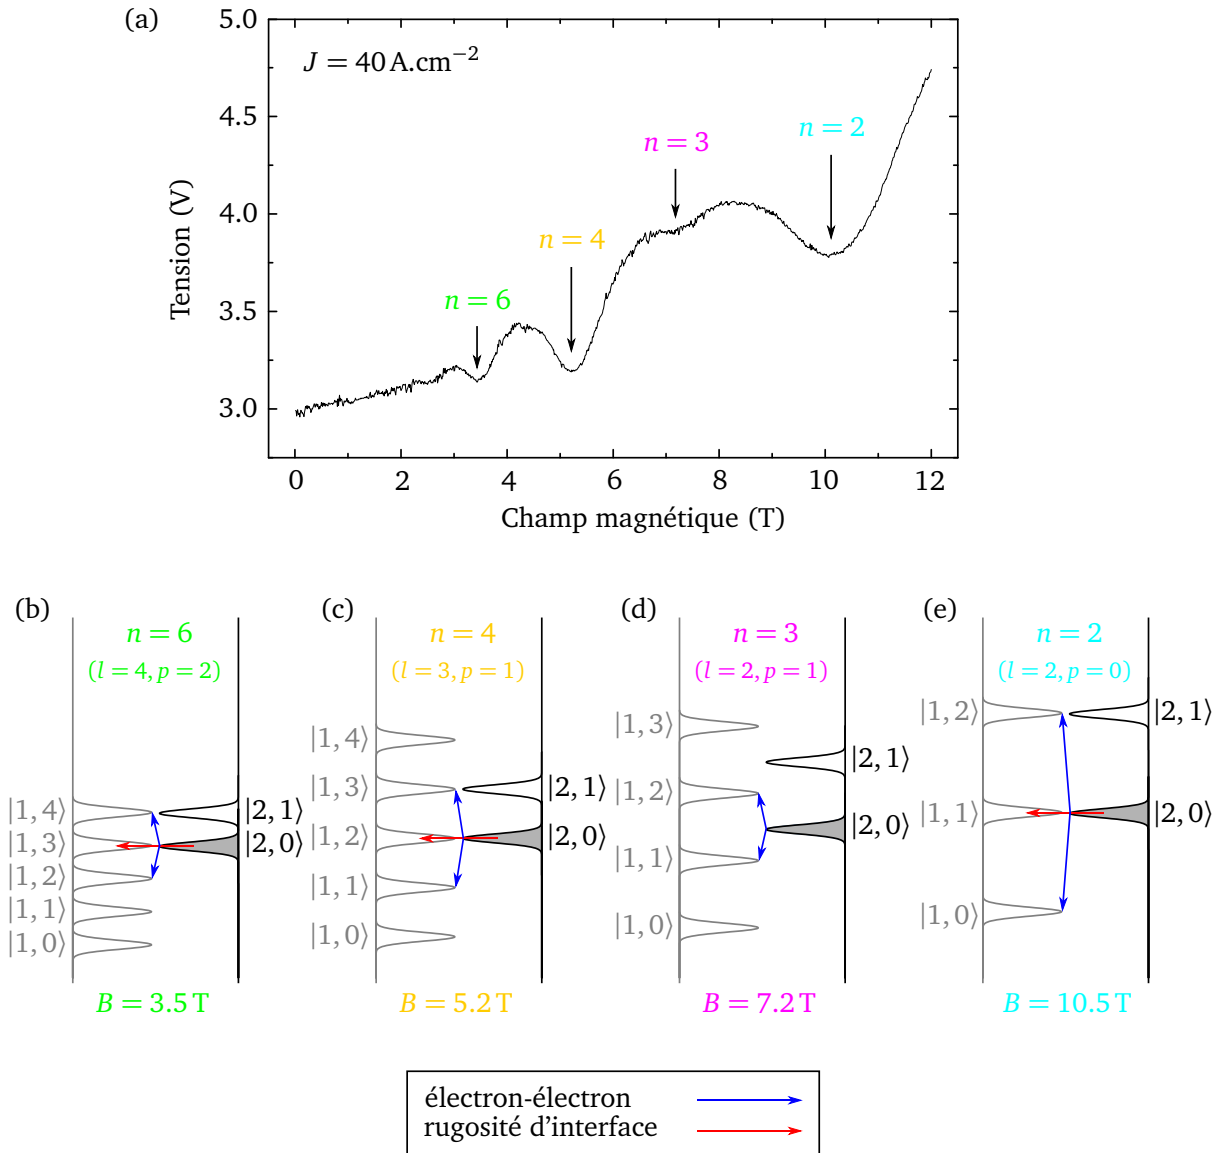 (a)
J = 40 A.cm−2
Tension (V)
5.0
4.5
4.0
3.5
3.0
n = 6
n = 4
n = 3
n = 2
0 2 4 6 8 10 12
Champ magnétique (T)
(b)
n = 6
(l = 4, p = 2)
|1, 4⟩
|1, 3⟩
|1, 2⟩
|1, 1⟩
|1, 0⟩
|2, 1⟩
|2, 0⟩
B = 3.5 T
(c)
n = 4
(l = 3, p = 1)
|1, 4⟩
|1, 3⟩
|1, 2⟩
|1, 1⟩
|1, 0⟩
|2, 1⟩
|2, 0⟩
B = 5.2 T
(d)
n = 3
(l = 2, p = 1)
|1, 3⟩
|1, 2⟩
|1, 1⟩
|1, 0⟩
|2, 1⟩
|2, 0⟩
B = 7.2 T
(e)
n = 2
(l = 2, p = 0)
|1, 2⟩
|1, 1⟩
|1, 0⟩
|2, 1⟩
|2, 0⟩
B = 10.5 T
électron-électron
rugosité d'interface